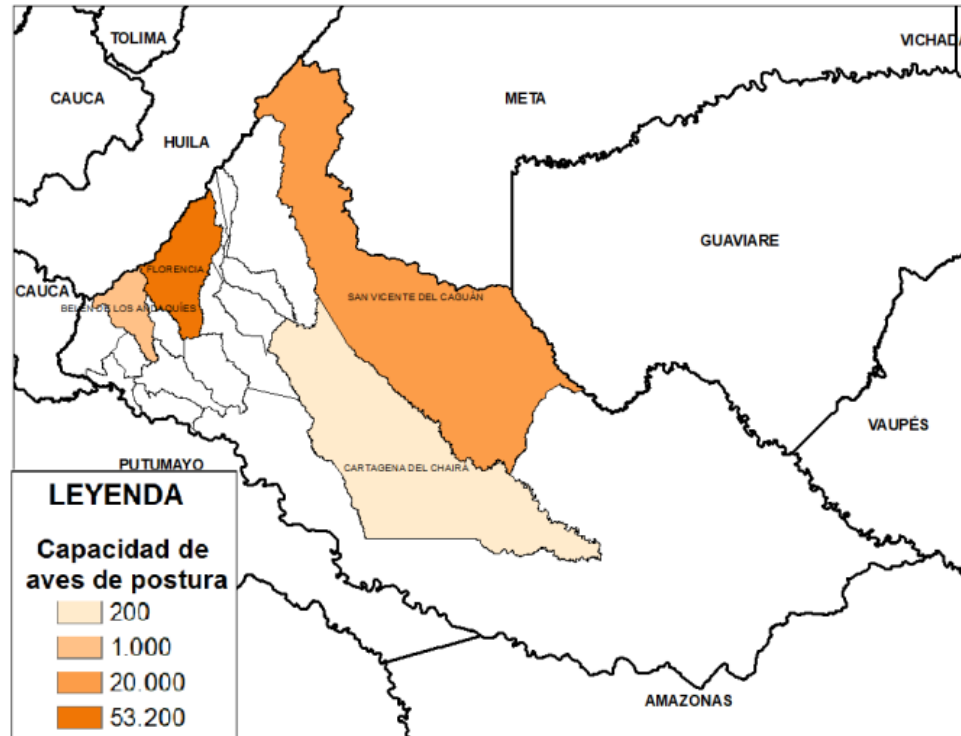 TOLIMA
VICHADA
CAUCA
META
HUILA
GUAVIARE
FLORENCIA
CAUCA
SAN VICENTE DEL CAGUÁN
BELÉN DE LOS ANDAQUÍES
VAUPÉS
PUTUMAYO
CARTAGENA DEL CHAIRÁ
LEYENDA
Capacidad de
aves de postura
200
1.000
20.000
53.200
AMAZONAS